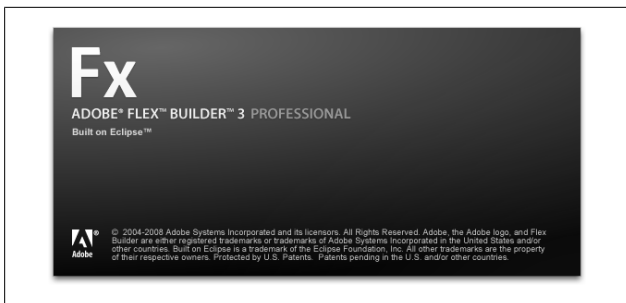 Fx
ADOBE® FLEX™ BUILDER™ 3 PROFESSIONAL
Built on Eclipse™
© 2004-2008 Adobe Systems Incorporated and its licensors. All Rights Reserved. Adobe, the Adobe logo, and Flex
Builder are either registered trademarks or trademarks of Adobe Systems Incorporated in the United States and/or
other countries. Built on Eclipse is a trademark of the Eclipse Foundation, Inc. All other trademarks are the property
of their respective owners. Protected by U.S. Patents. Patents pending in the U.S. and/or other countries.
®
Adobe